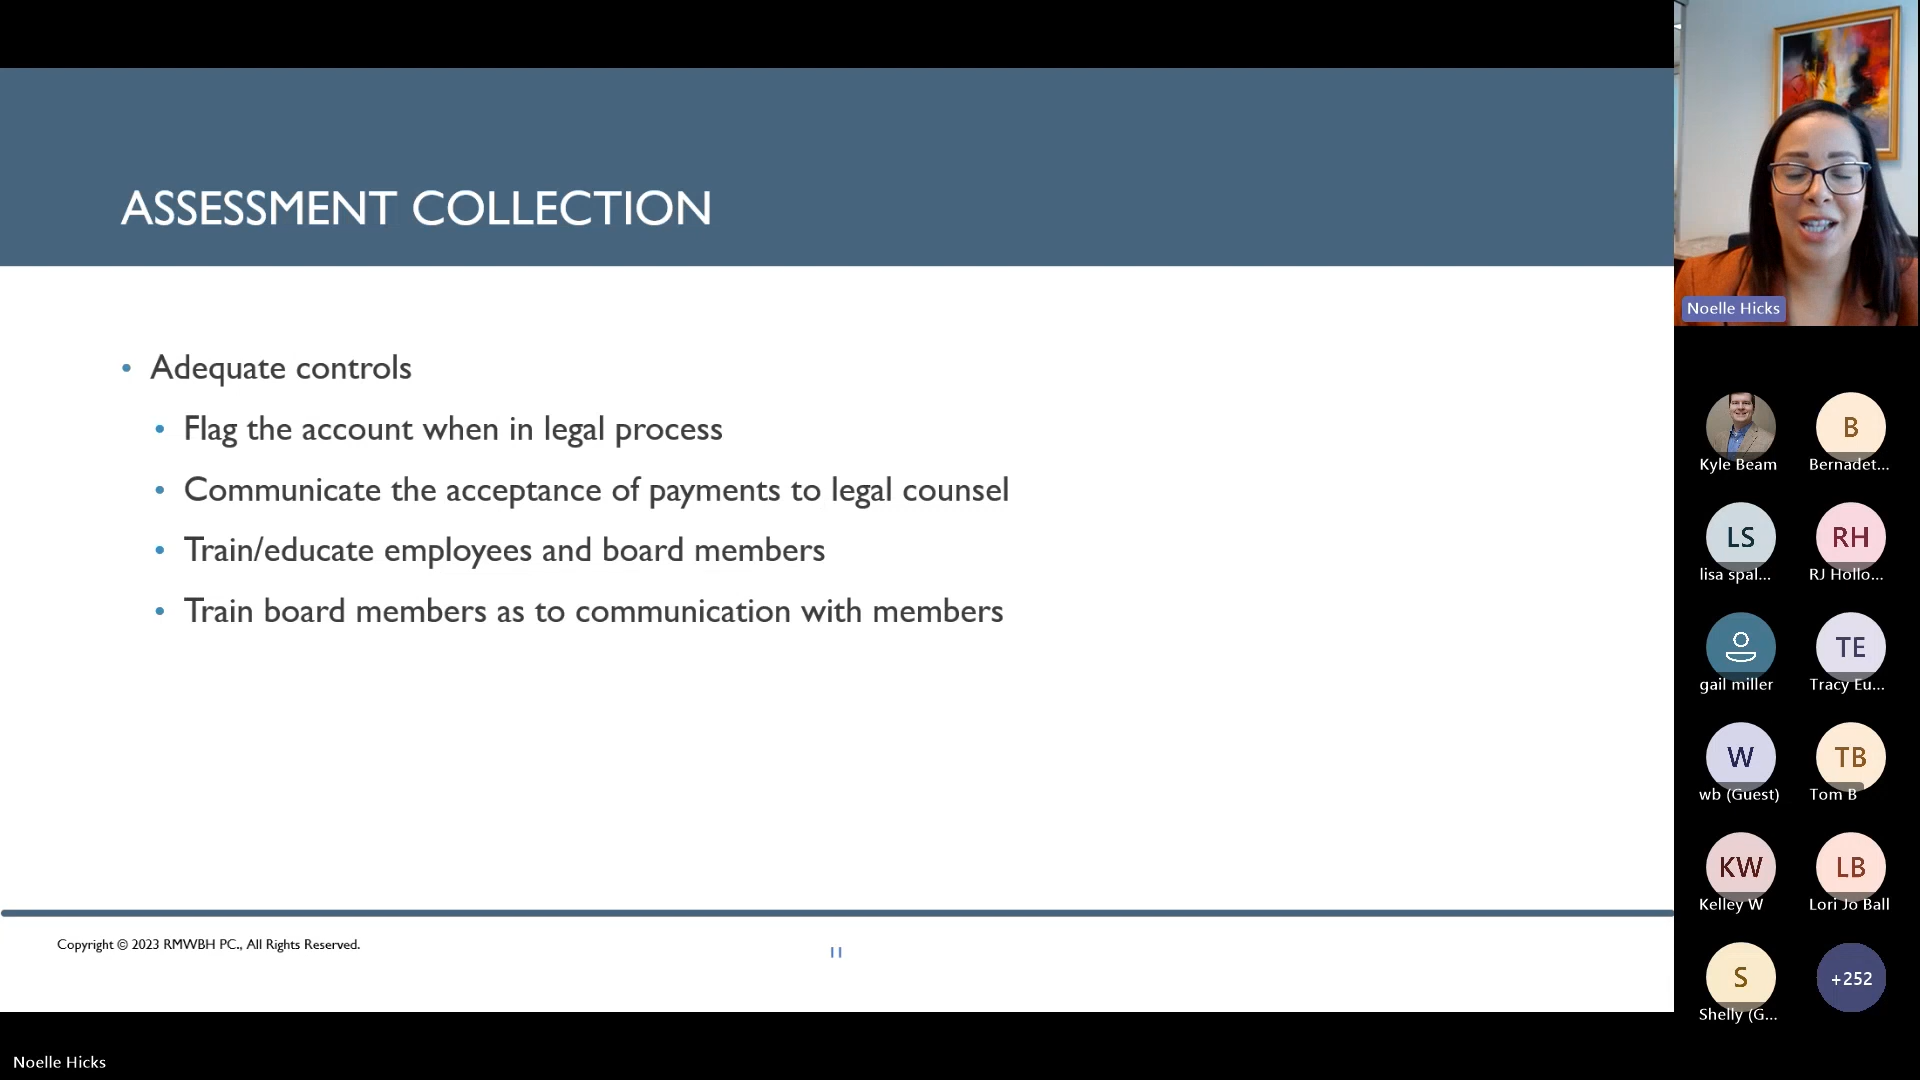 ASSESSMENT COLLECTION
• Adequate controls
• Flag the account when in legal process
• Communicate the acceptance of payments to legal counsel
• Train/educate employees and board members
• Train board members as to communication with members
Copyright © 2023 RMWBH PC., All Rights Reserved.
11
Noelle Hicks
Noelle Hicks
Kyle Beam
B
Bernadet...
LS
lisa spal...
RH
RJ Hollo...
gail miller
TE
Tracy Eu...
W
wb (Guest)
TB
Tom B
KW
Kelley W
LB
Lori Jo Ball
S
Shelly (G...
+252